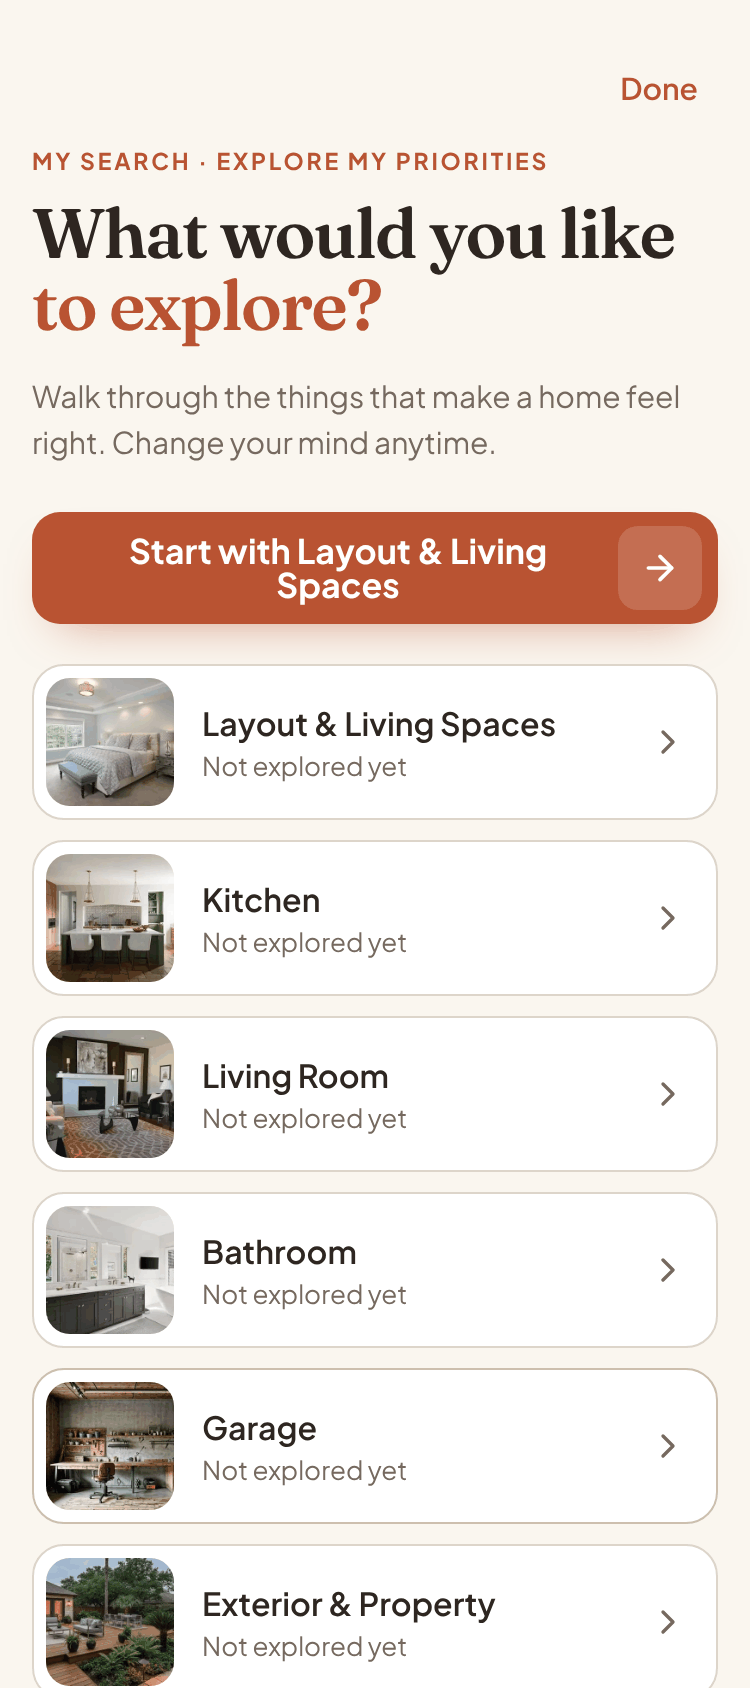 Done
MY SEARCH · EXPLORE MY PRIORITIES
What would you like
to explore?
Walk through the things that make a home feel
right. Change your mind anytime.
Start with Layout & Living
Spaces
Layout & Living Spaces
Not explored yet
Kitchen
Not explored yet
Living Room
Not explored yet
Bathroom
Not explored yet
Garage
Not explored yet
Exterior & Property
Not explored yet